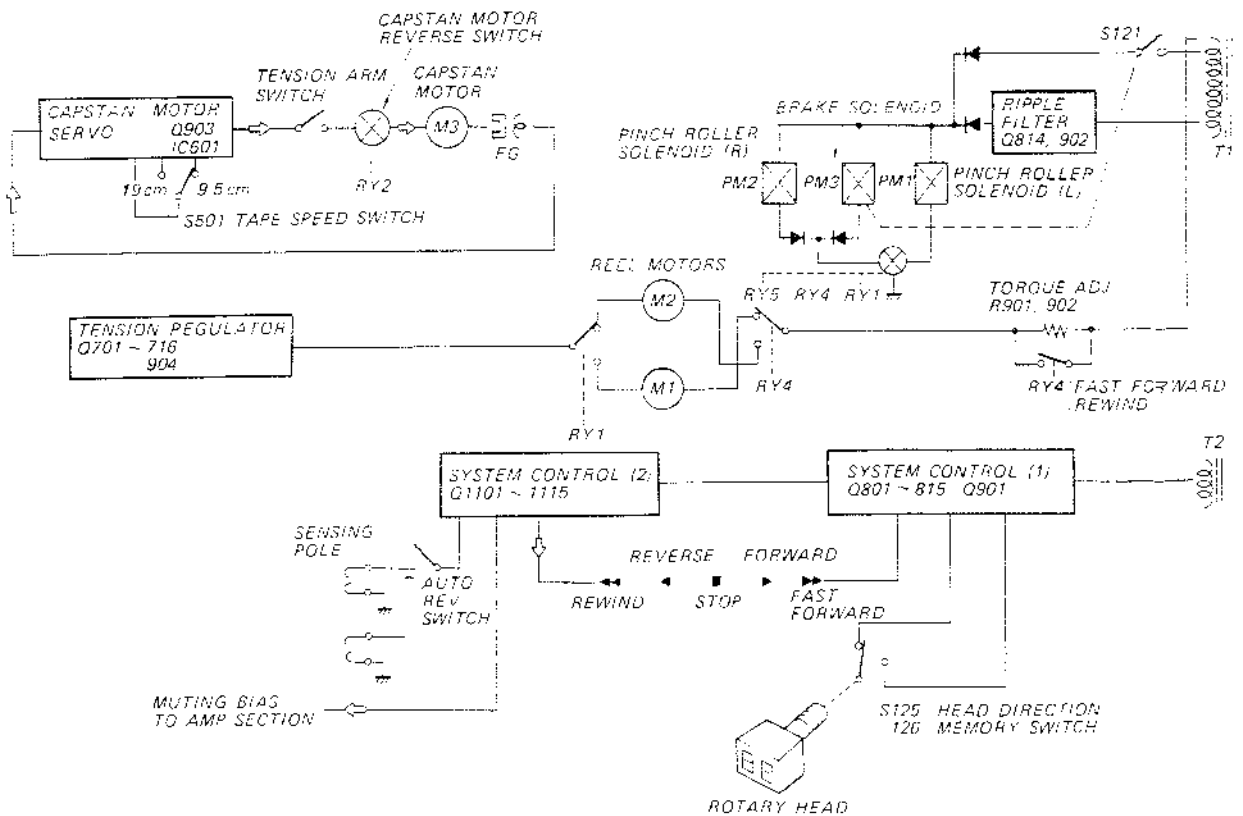 CAPSTAN MOTOR
REVERSE SWITCH
TENSION ARM
SWITCH
CAPSTAN
MOTOR
CAPSTAN MOTOR
SERVO Q903
IC601
M3
FG
RY2
19 cm 9.5 cm
S501 TAPE SPEED SWITCH
S121
BRAKE SOLENOID
RIPPLE
FILTER
Q814, 902
T1
PINCH ROLLER
SOLENOID (R)
PM2 PM3 PM1
PINCH ROLLER
SOLENOID (L)
REEL MOTORS
M2
RY5 RY4 RY1
TORQUE ADJ
R901, 902
TENSION PEGULATOR
Q701 ~ 716
904
M1
RY4
RY4 FAST FORWARD
REWIND
RY1
T2
SYSTEM CONTROL (2)
Q1101 ~ 1115
SYSTEM CONTROL (1)
Q801 ~ 815 Q901
SENSING
POLE
AUTO
REV
SWITCH
REVERSE FORWARD
REWIND STOP FAST
FORWARD
MUTING BIAS
TO AMP SECTION
S125 HEAD DIRECTION
126 MEMORY SWITCH
ROTARY HEAD